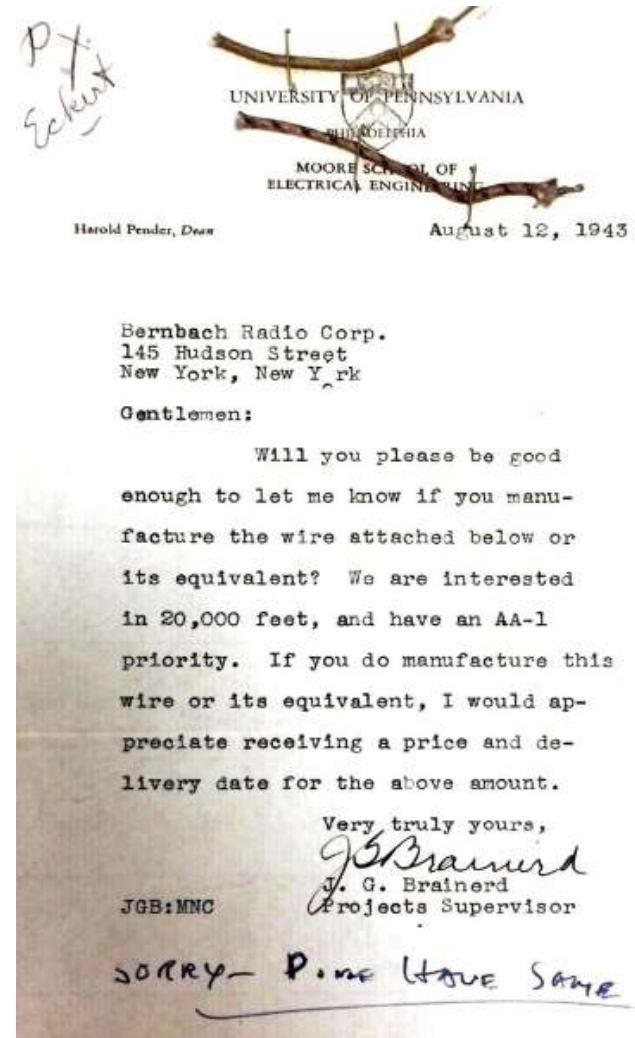 Eckert
UNIVERSITY OF PENNSYLVANIA
PHILADELPHIA
MOORE SCHOOL OF
ELECTRICAL ENGINEERING
Harold Pender, Dean
August 12, 1943
Bernbach Radio Corp.
145 Hudson Street
New York, New Y rk
Gentlemen:
Will you please be good
enough to let me know if you manu-
facture the wire attached below or
its equivalent? We are interested
in 20,000 feet, and have an AA-1
priority. If you do manufacture this
wire or its equivalent, I would ap-
preciate receiving a price and de-
livery date for the above amount.
Very truly yours,
J G Brainerd
J. G. Brainerd
JGB:MNC Projects Supervisor
SORRY- HAVE SAME